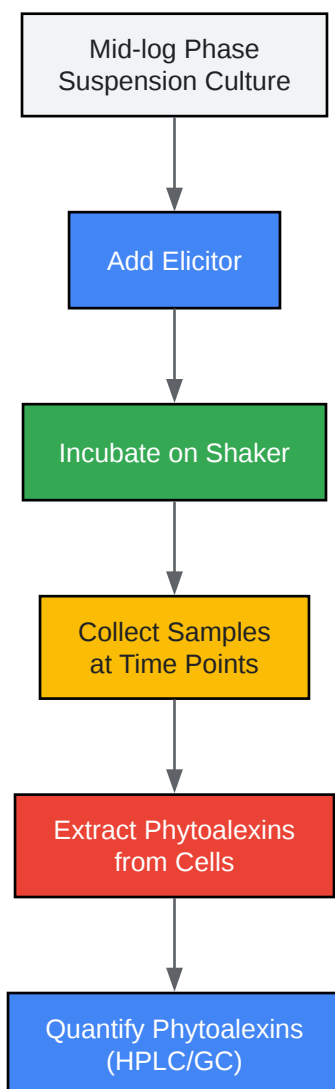 Mid-log Phase
Suspension Culture
Add Elicitor
Incubate on Shaker
Collect Samples
at Time Points
Extract Phytoalexins
from Cells
Quantify Phytoalexins
(HPLC/GC)